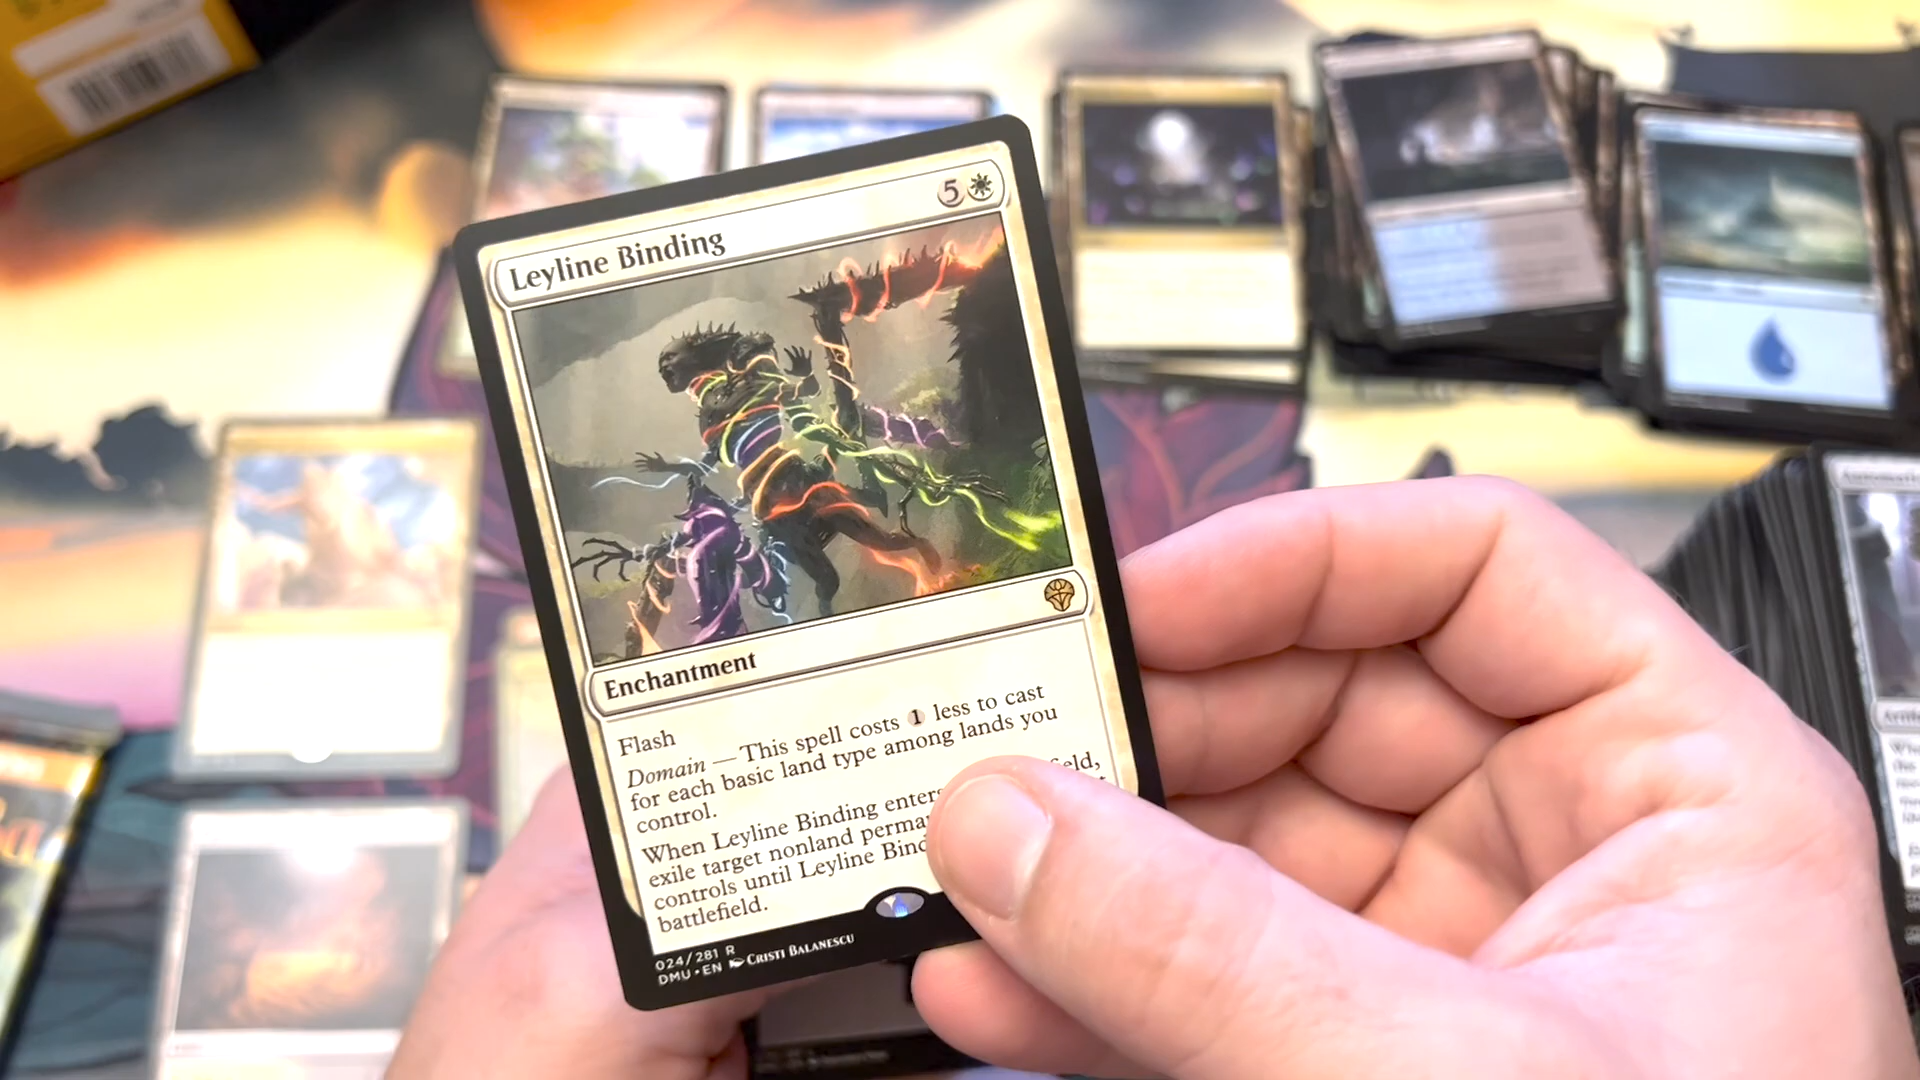 Leyline Binding
5
Enchantment
Flash
Domain — This spell costs 1 less to cast
for each basic land type among lands you
control.
When Leyline Binding enters
exile target nonland
controls until Leyline
battlefield.
024/281 R
DMU • EN CRISTI BALANESCU